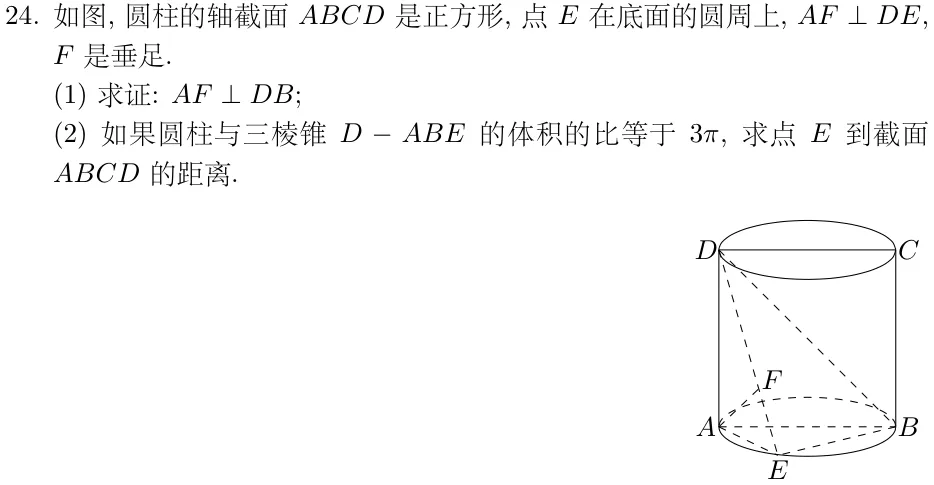 24. 如图, 圆柱的轴截面 ABCD 是正方形, 点 E 在底面的圆周上, AF ⊥ DE,
F 是垂足.
(1) 求证: AF ⊥ DB;
(2) 如果圆柱与三棱锥 D − ABE 的体积的比等于 3π, 求点 E 到截面
ABCD 的距离.
D C
F
A B
E